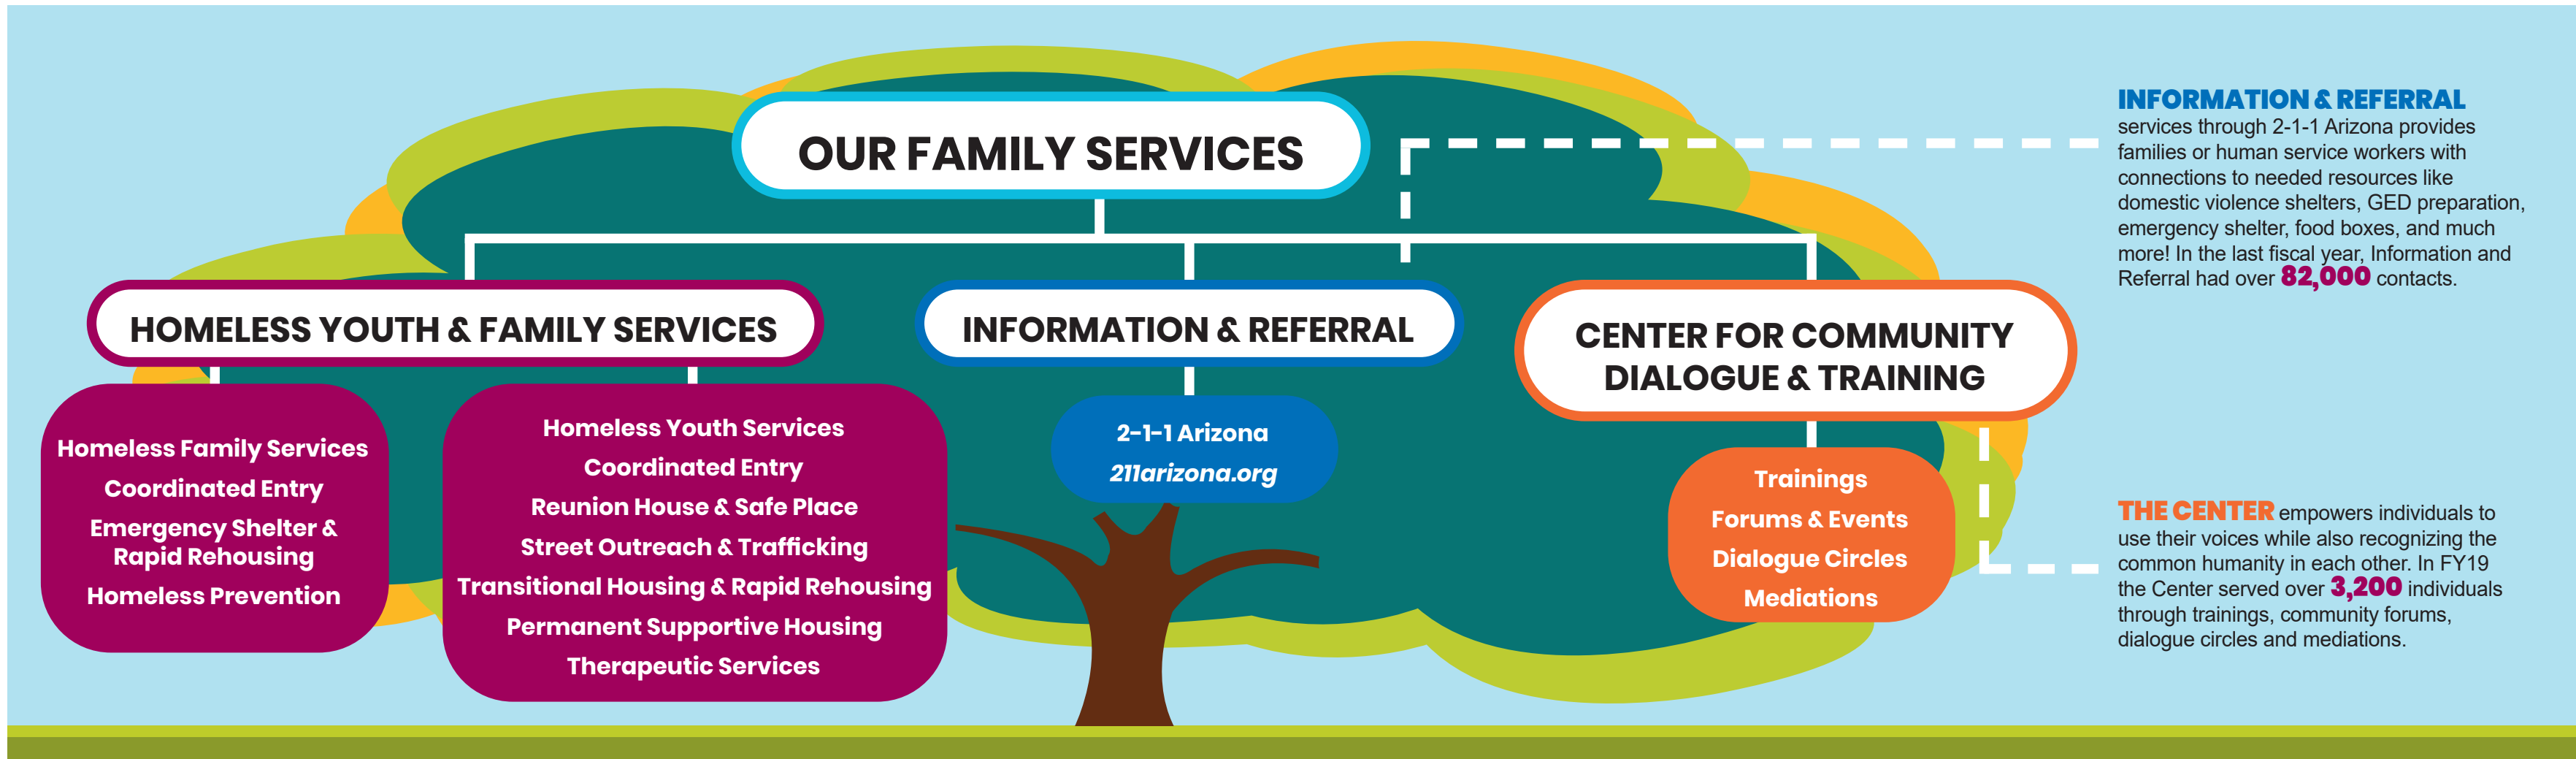 OUR FAMILY SERVICES
HOMELESS YOUTH & FAMILY SERVICES
Homeless Family Services
Coordinated Entry
Emergency Shelter &
Rapid Rehousing
Homeless Prevention
Homeless Youth Services
Coordinated Entry
Reunion House & Safe Place
Street Outreach & Trafficking
Transitional Housing & Rapid Rehousing
Permanent Supportive Housing
Therapeutic Services
INFORMATION & REFERRAL
2-1-1 Arizona
211arizona.org
CENTER FOR COMMUNITY
DIALOGUE & TRAINING
Trainings
Forums & Events
Dialogue Circles
Mediations
INFORMATION & REFERRAL
services through 2-1-1 Arizona provides
families or human service workers with
connections to needed resources like
domestic violence shelters, GED preparation,
emergency shelter, food boxes, and much
more! In the last fiscal year, Information and
Referral had over 82,000 contacts.
THE CENTER empowers individuals to
use their voices while also recognizing the
common humanity in each other. In FY19
the Center served over 3,200 individuals
through trainings, community forums,
dialogue circles and mediations.